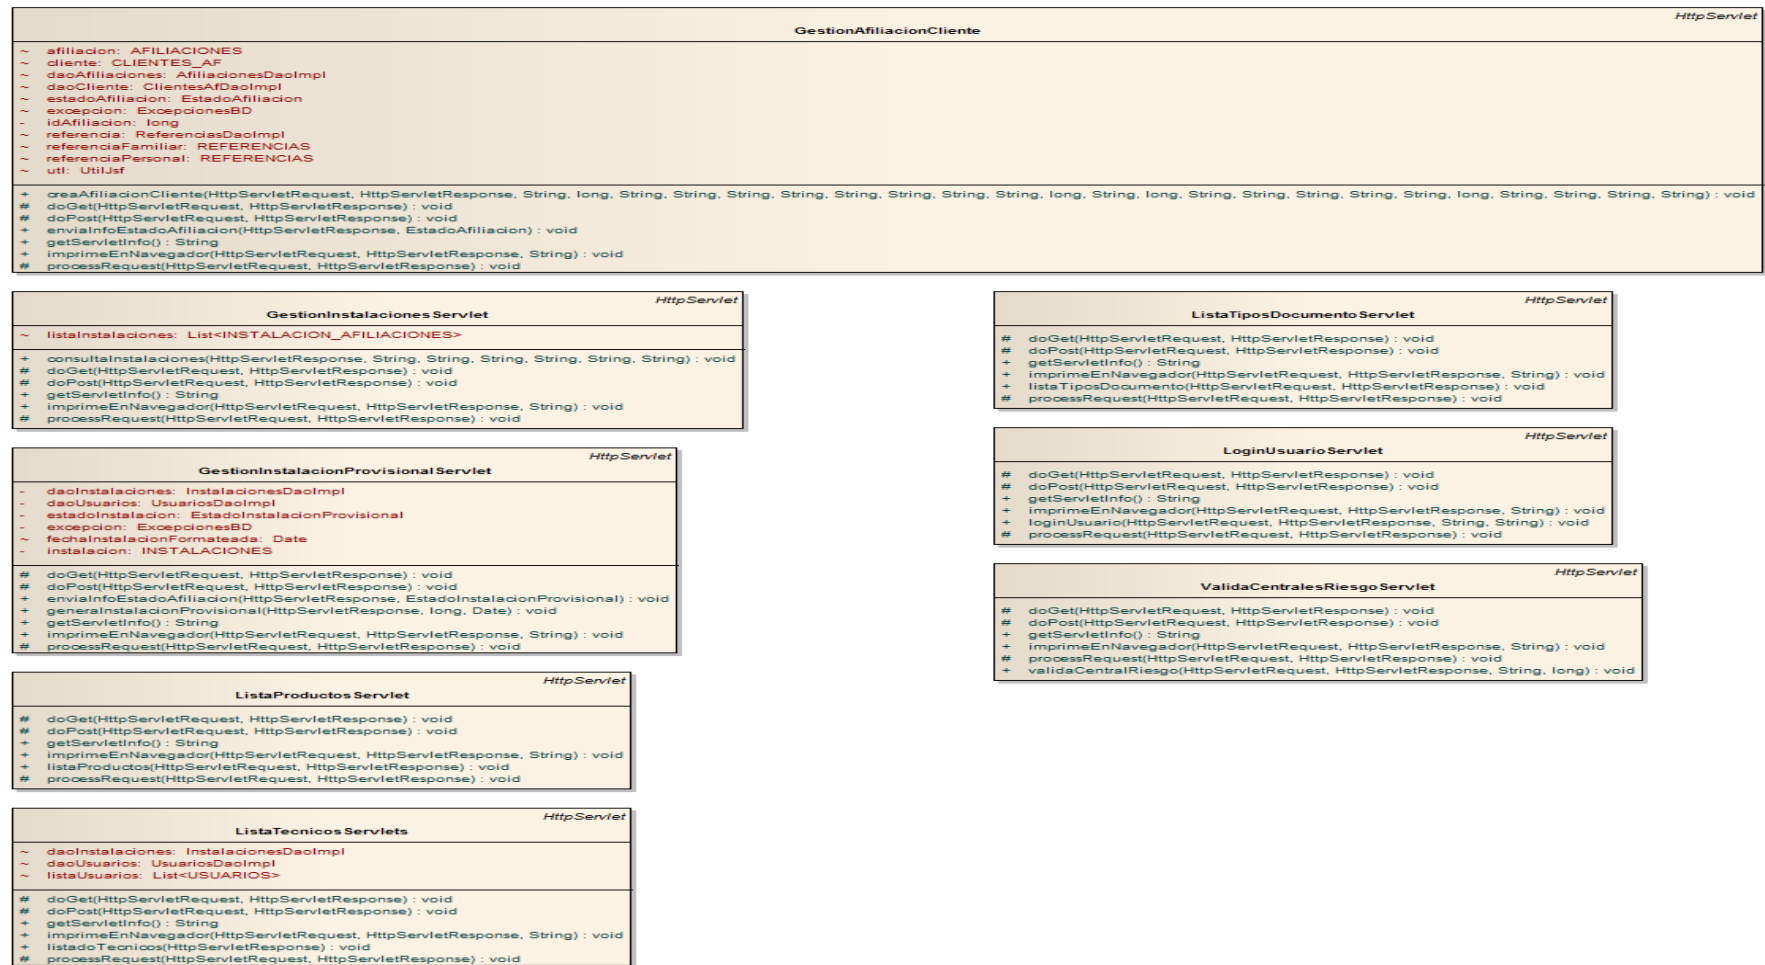 HttpServlet
GestionAfiliacionCliente
~ afiliacion: AFILIACIONES
~ cliente: CLIENTES_AF
~ daoAfiliaciones: AfiliacionesDaoImpl
~ daoCliente: ClientesAfDaoImpl
~ estadoAfiliacion: EstadoAfiliacion
~ excepcion: ExcepcionesBD
- idAfiliacion: long
~ referencia: ReferenciasDaoImpl
~ referenciaFamiliar: REFERENCIAS
~ referenciaPersonal: REFERENCIAS
~ utl: UtilJsf
+ creaAfiliacionCliente(HttpServletRequest, HttpServletResponse, String, long, String, String, String, String, String, String, String, String, long, String, long, String, String, String, String, String, long, String, String, String, String) : void
# doGet(HttpServletRequest, HttpServletResponse) : void
# doPost(HttpServletRequest, HttpServletResponse) : void
+ enviaInfoEstadoAfiliacion(HttpServletResponse, EstadoAfiliacion) : void
+ getServletInfo() : String
+ imprimeEnNavegador(HttpServletRequest, HttpServletResponse, String) : void
# processRequest(HttpServletRequest, HttpServletResponse) : void
HttpServlet
GestionInstalacionesServlet
~ listaInstalaciones: List<INSTALACION_AFILIACIONES>
+ consultaInstalaciones(HttpServletResponse, String, String, String, String, String, String) : void
# doGet(HttpServletRequest, HttpServletResponse) : void
# doPost(HttpServletRequest, HttpServletResponse) : void
+ getServletInfo() : String
+ imprimeEnNavegador(HttpServletRequest, HttpServletResponse, String) : void
# processRequest(HttpServletRequest, HttpServletResponse) : void
HttpServlet
GestionInstalacionProvisionalServlet
- daoInstalaciones: InstalacionesDaoImpl
- daoUsuarios: UsuariosDaoImpl
- estadoInstalacion: EstadoInstalacionProvisional
- excepcion: ExcepcionesBD
~ fechaInstalacionFormateada: Date
- instalacion: INSTALACIONES
# doGet(HttpServletRequest, HttpServletResponse) : void
# doPost(HttpServletRequest, HttpServletResponse) : void
+ enviaInfoEstadoAfiliacion(HttpServletResponse, EstadoInstalacionProvisional) : void
+ generaInstalacionProvisional(HttpServletResponse, long, Date) : void
+ getServletInfo() : String
+ imprimeEnNavegador(HttpServletRequest, HttpServletResponse, String) : void
# processRequest(HttpServletRequest, HttpServletResponse) : void
HttpServlet
ListaProductosServlet
# doGet(HttpServletRequest, HttpServletResponse) : void
# doPost(HttpServletRequest, HttpServletResponse) : void
+ getServletInfo() : String
+ imprimeEnNavegador(HttpServletRequest, HttpServletResponse, String) : void
+ listaProductos(HttpServletRequest, HttpServletResponse) : void
# processRequest(HttpServletRequest, HttpServletResponse) : void
HttpServlet
ListaTecnicosServlets
~ daoInstalaciones: InstalacionesDaoImpl
~ daoUsuarios: UsuariosDaoImpl
~ listaUsuarios: List<USUARIOS>
# doGet(HttpServletRequest, HttpServletResponse) : void
# doPost(HttpServletRequest, HttpServletResponse) : void
+ getServletInfo() : String
+ imprimeEnNavegador(HttpServletRequest, HttpServletResponse, String) : void
+ listadoTecnicos(HttpServletResponse) : void
# processRequest(HttpServletRequest, HttpServletResponse) : void
HttpServlet
ListaTiposDocumentoServlet
# doGet(HttpServletRequest, HttpServletResponse) : void
# doPost(HttpServletRequest, HttpServletResponse) : void
+ getServletInfo() : String
+ imprimeEnNavegador(HttpServletRequest, HttpServletResponse, String) : void
+ listaTiposDocumento(HttpServletRequest, HttpServletResponse) : void
# processRequest(HttpServletRequest, HttpServletResponse) : void
HttpServlet
LoginUsuarioServlet
# doGet(HttpServletRequest, HttpServletResponse) : void
# doPost(HttpServletRequest, HttpServletResponse) : void
+ getServletInfo() : String
+ imprimeEnNavegador(HttpServletRequest, HttpServletResponse, String) : void
+ loginUsuario(HttpServletRequest, HttpServletResponse, String, String) : void
# processRequest(HttpServletRequest, HttpServletResponse) : void
HttpServlet
ValidaCentralesRiesgoServlet
# doGet(HttpServletRequest, HttpServletResponse) : void
# doPost(HttpServletRequest, HttpServletResponse) : void
+ getServletInfo() : String
+ imprimeEnNavegador(HttpServletRequest, HttpServletResponse, String) : void
# processRequest(HttpServletRequest, HttpServletResponse) : void
+ validaCentralRiesgo(HttpServletRequest, HttpServletResponse, String, long) : void